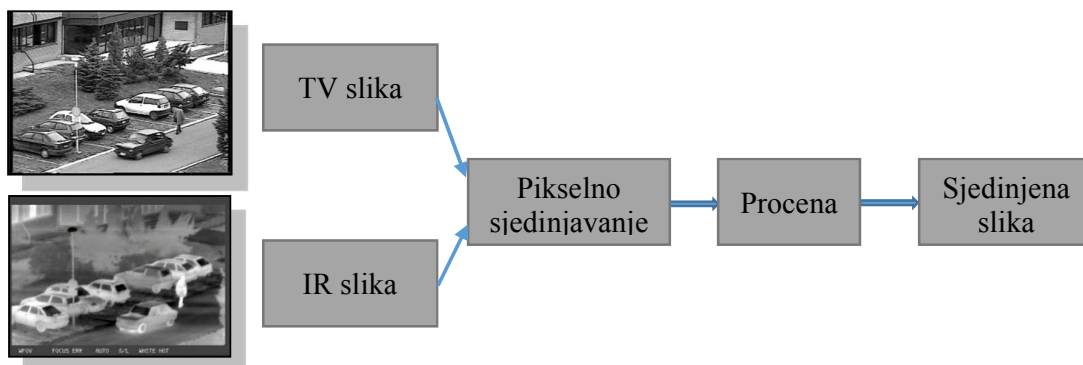 TV slika
Pikselno
sjedinjavanje
Procena
Sjedinjena
slika
IR slika
WFOV FOCUS ERR AUTO G/L WHITE HOT